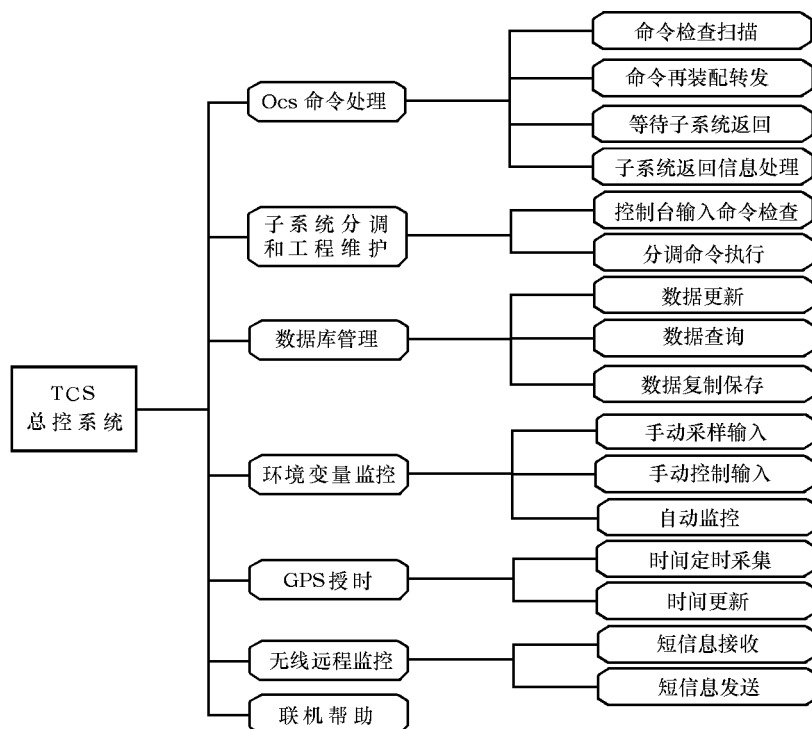 TCS
总控系统
Ocs 命令处理
命令检查扫描
命令再装配转发
等待子系统返回
子系统返回信息处理
子系统分调
和工程维护
控制台输入命令检查
分调命令执行
数据库管理
数据更新
数据查询
数据复制保存
环境变量监控
手动采样输入
手动控制输入
自动监控
GPS授时
时间定时采集
时间更新
无线远程监控
短信息接收
短信息发送
联机帮助